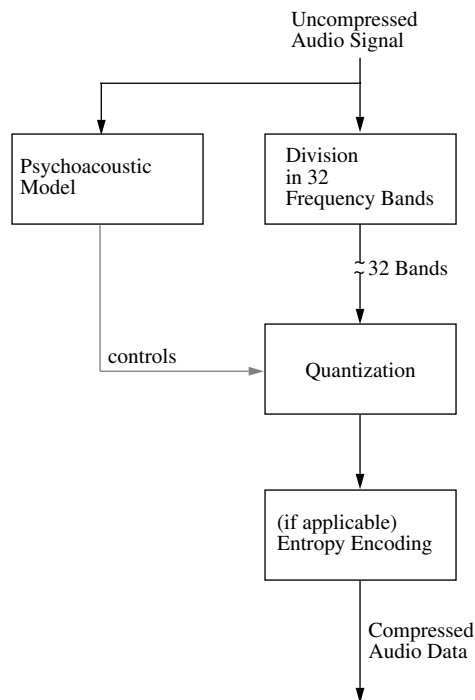 Uncompressed
Audio Signal
Psychoacoustic
Model
Division
in 32
Frequency Bands
32 Bands
controls
Quantization
(if applicable)
Entropy Encoding
Compressed
Audio Data